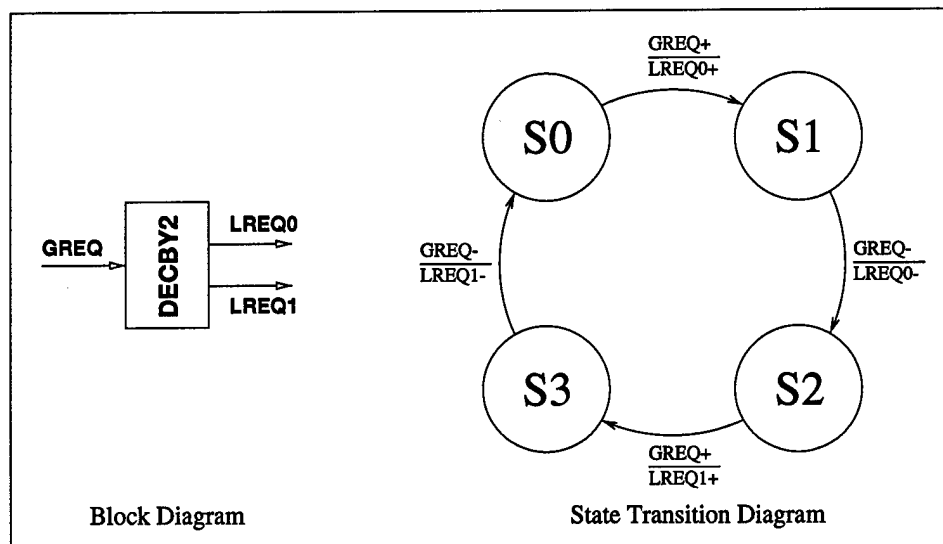 GREQ
DECBY2
LREQ0
LREQ1
Block Diagram
GREQ+
LREQ0+
S0
S1
GREQ-
LREQ1-
GREQ-
LREQ0-
S3
S2
GREQ+
LREQ1+
State Transition Diagram